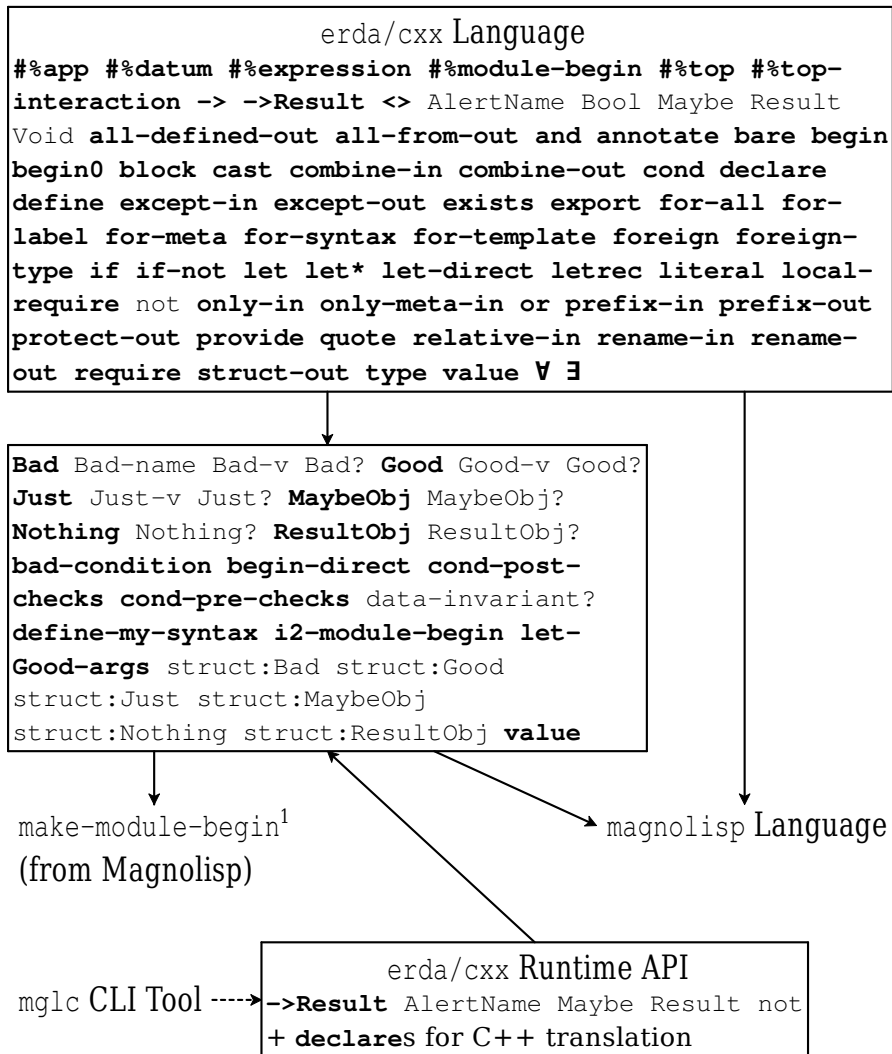 erda/cxx Language
#%app #%datum #%expression #%module-begin #%top #%top-
interaction -> ->Result <> AlertName Bool Maybe Result
Void all-defined-out all-from-out and annotate bare begin
begin0 block cast combine-in combine-out cond declare
define except-in except-out exists export for-all for-
label for-meta for-syntax for-template foreign foreign-
type if if-not let let* let-direct letrec literal local-
require not only-in only-meta-in or prefix-in prefix-out
protect-out provide quote relative-in rename-in rename-
out require struct-out type value ∀ ∃
Bad Bad-name Bad-v Bad? Good Good-v Good?
Just Just-v Just? MaybeObj MaybeObj?
Nothing Nothing? ResultObj ResultObj?
bad-condition begin-direct cond-post-
checks cond-pre-checks data-invariant?
define-my-syntax i2-module-begin let-
Good-args struct:Bad struct:Good
struct:Just struct:MaybeObj
struct:Nothing struct:ResultObj value
make-module-begin¹
(from Magnolisp)
magnolisp Language
erda/cxx Runtime API
mglc CLI Tool
->Result AlertName Maybe Result not
+ declares for C++ translation